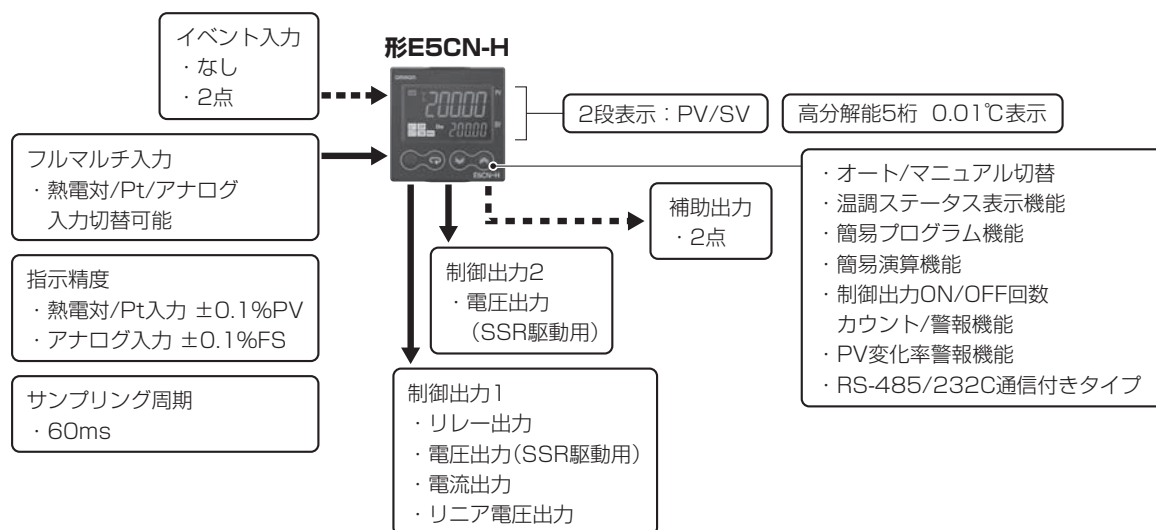 イベント入力
・なし
・2点
形E5CN-H
OMRON
200.00
PV
200.00
E5CN-H
2段表示：PV/SV
高分解能5桁 0.01℃表示
フルマルチ入力
・熱電対/Pt/アナログ
入力切替可能
指示精度
・熱電対/Pt入力 ±0.1%PV
・アナログ入力 ±0.1%FS
サンプリング周期
・60ms
補助出力
・2点
制御出力2
・電圧出力
（SSR駆動用）
制御出力1
・リレー出力
・電圧出力（SSR駆動用）
・電流出力
・リニア電圧出力
・オート/マニュアル切替
・温調ステータス表示機能
・簡易プログラム機能
・簡易演算機能
・制御出力ON/OFF回数
カウント/警報機能
・PV変化率警報機能
・RS-485/232C通信付きタイプ